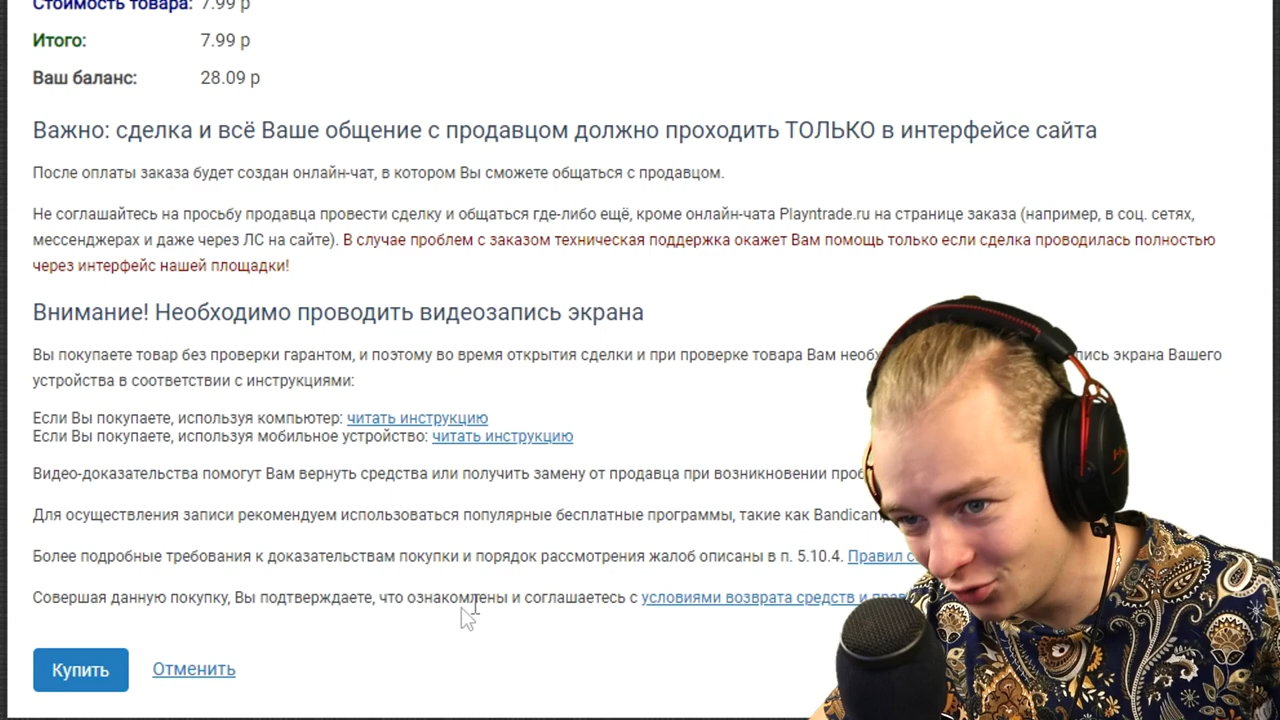 Стоимость товара: 7.99 р
Итого: 7.99 р
Ваш баланс: 28.09 р
Важно: сделка и всё Ваше общение с продавцом должно проходить ТОЛЬКО в интерфейсе сайта
После оплаты заказа будет создан онлайн-чат, в котором Вы сможете общаться с продавцом.
Не соглашайтесь на просьбу продавца провести сделку и общаться где-либо ещё, кроме онлайн-чата Playntrade.ru на странице заказа (например, в соц. сетях,
мессенджерах и даже через ЛС на сайте). В случае проблем с заказом техническая поддержка окажет Вам помощь только если сделка проводилась полностью
через интерфейс нашей площадки!
Внимание! Необходимо проводить видеозапись экрана
Вы покупаете товар без проверки гарантом, и поэтому во время открытия сделки и при проверке товара Вам экрана Вашего
устройства в соответствии с инструкциями:
Если Вы покупаете, используя компьютер: читать инструкцию
Если Вы покупаете, используя мобильное устройство: читать инструкцию
Видео-доказательства помогут Вам вернуть средства или получить замену от продавца при возникновении
Для осуществления записи рекомендуем использоваться популярные бесплатные программы, такие как Bandicam,
Более подробные требования к доказательствам покупки и порядок рассмотрения жалоб описаны в п. 5.10.4. Правил
Совершая данную покупку, Вы подтверждаете, что ознакомлены и соглашаетесь с условиями возврата средств и
Купить Отменить